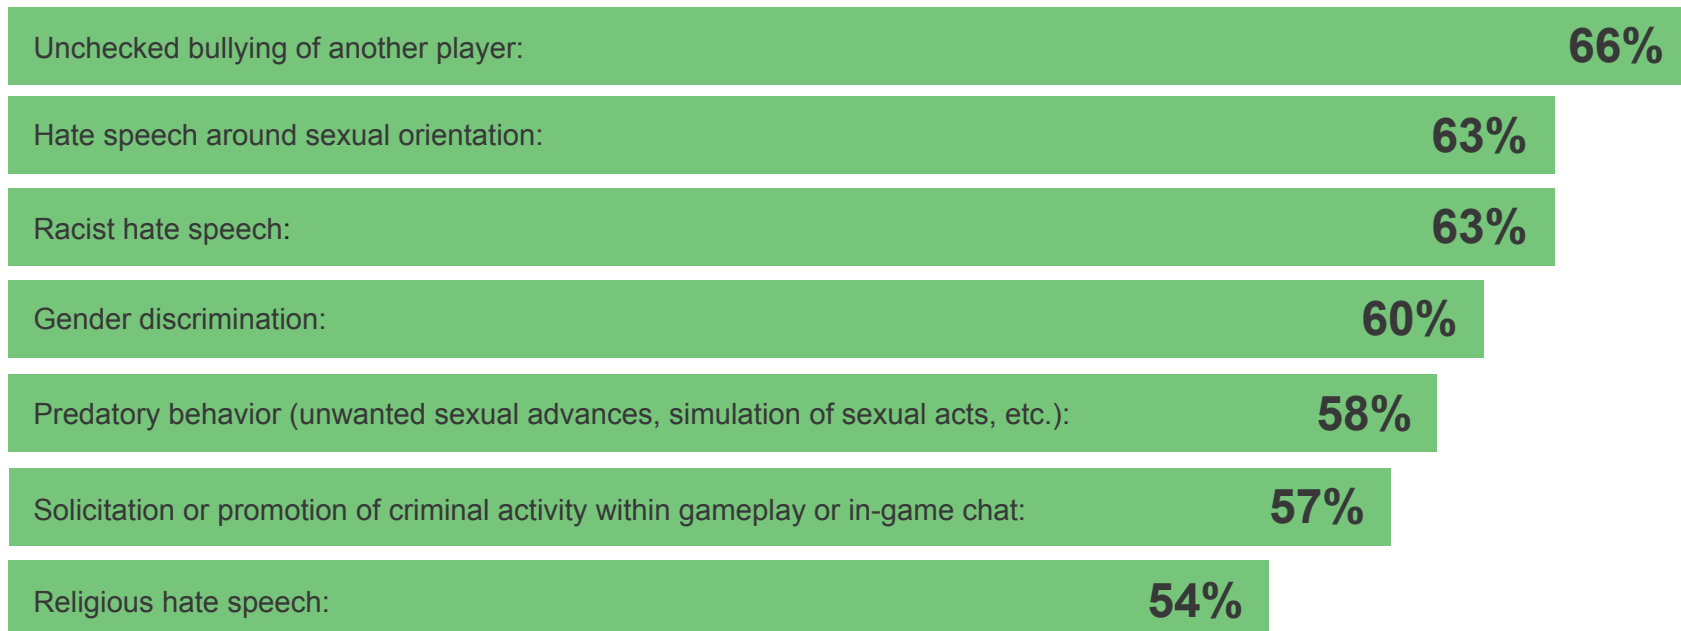 Unchecked bullying of another player: 66%
Hate speech around sexual orientation: 63%
Racist hate speech: 63%
Gender discrimination: 60%
Predatory behavior (unwanted sexual advances, simulation of sexual acts, etc.): 58%
Solicitation or promotion of criminal activity within gameplay or in-game chat: 57%
Religious hate speech: 54%